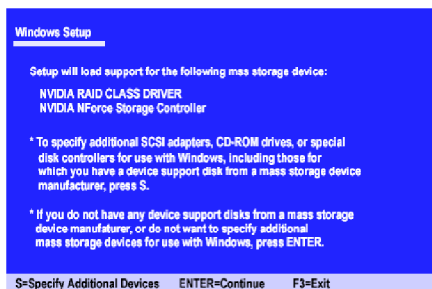 Windows Setup
Setup will load support for the following mss storage device:
NVIDIA RAID CLASS DRIVER
NVIDIA NForce Storage Controller
* To specify additional SCSI adapters, CD-ROM drives, or special
disk controllers for use with Windows, including those for
which you have a device support disk from a mass storage device
manufacturer, press S.
* If you do not have any device support disks from a mass storage
device manufaturer, or do not want to specify additional
mass storage devices for use with Windows, press ENTER.
S=Specify Additional Devices ENTER=Continue F3=Exit